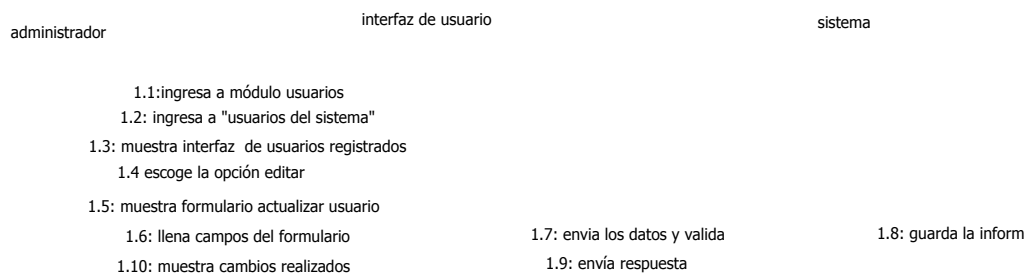 administrador
interfaz de usuario
sistema
1.1:ingresa a módulo usuarios
1.2: ingresa a "usuarios del sistema"
1.3: muestra interfaz de usuarios registrados
1.4 escoge la opción editar
1.5: muestra formulario actualizar usuario
1.6: llena campos del formulario
1.7: envia los datos y valida
1.8: guarda la inform
1.10: muestra cambios realizados
1.9: envía respuesta